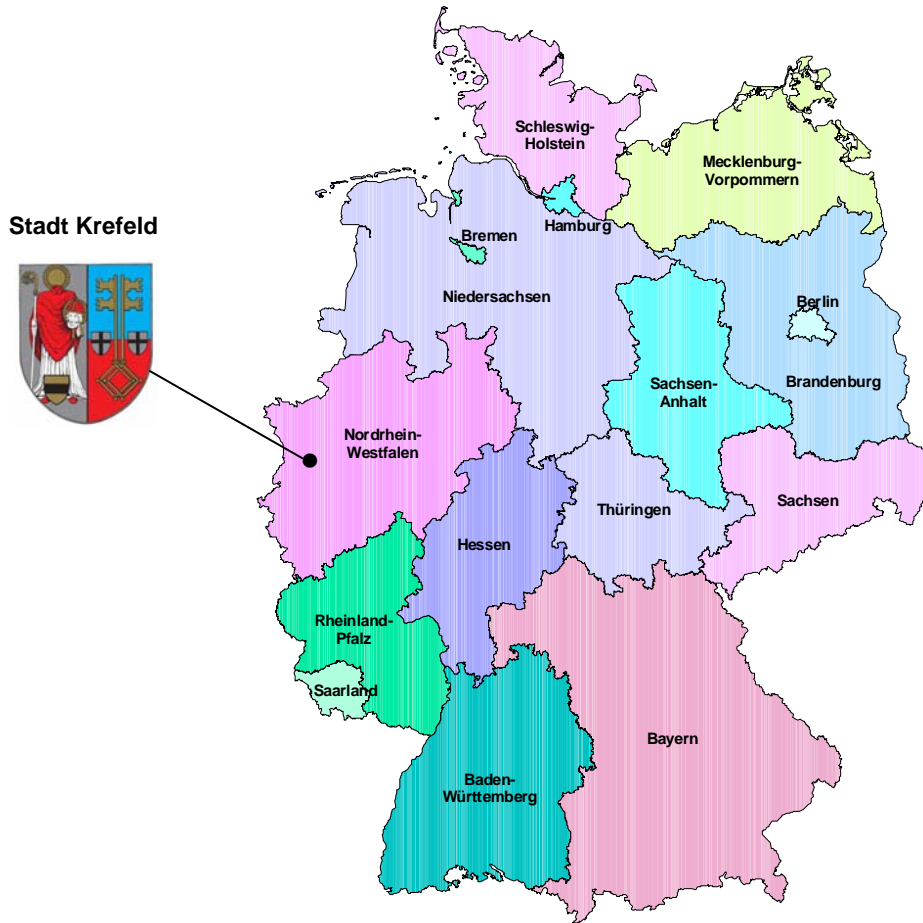 Schleswig-
Holstein
Mecklenburg-
Vorpommern
Stadt Krefeld
Hamburg
Bremen
Niedersachsen
Berlin
Brandenburg
Sachsen-
Anhalt
Nordrhein-
Westfalen
Sachsen
Thüringen
Hessen
Rheinland-
Pfalz
Saarland
Bayern
Baden-
Württemberg